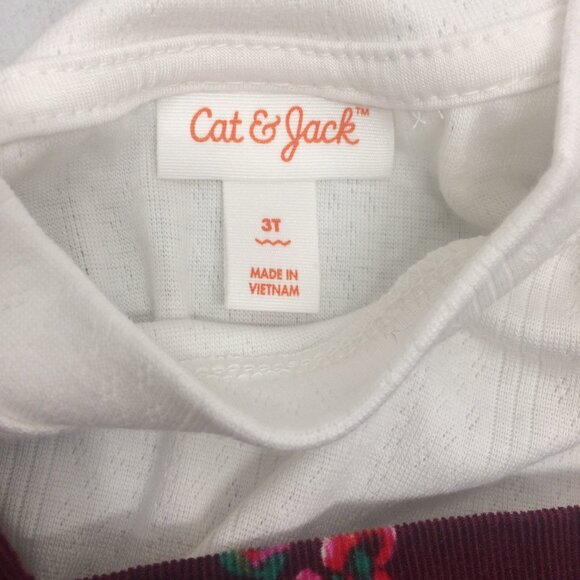 Cat & Jack™
3T
MADE IN
VIETNAM